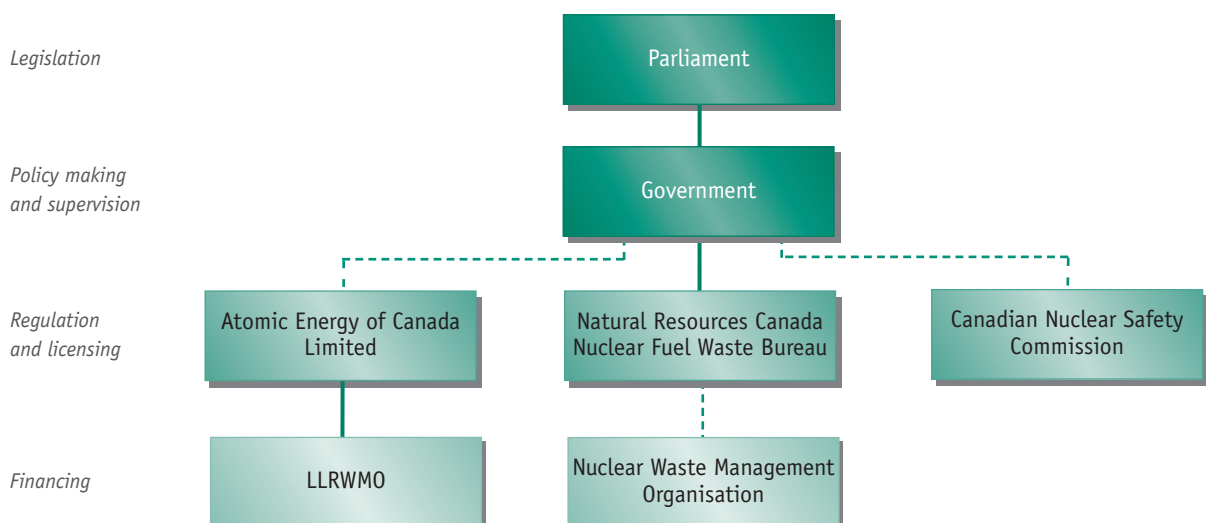 Legislation
Parliament
Policy making
and supervision
Government
Regulation
and licensing
Atomic Energy of Canada
Limited
Natural Resources Canada
Nuclear Fuel Waste Bureau
Canadian Nuclear Safety
Commission
Financing
LLRWMO
Nuclear Waste Management
Organisation